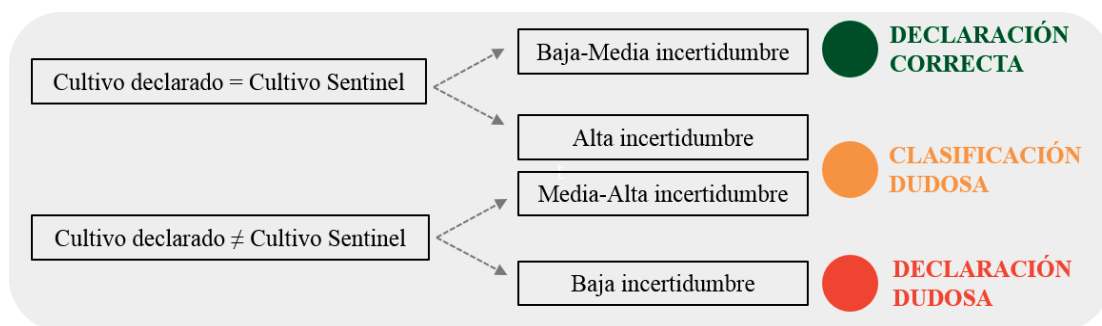 Cultivo declarado = Cultivo Sentinel
Baja-Media incertidumbre
DECLARACIÓN
CORRECTA
Alta incertidumbre
CLASIFICACIÓN
DUDOSA
Cultivo declarado ≠ Cultivo Sentinel
Media-Alta incertidumbre
Baja incertidumbre
DECLARACIÓN
DUDOSA